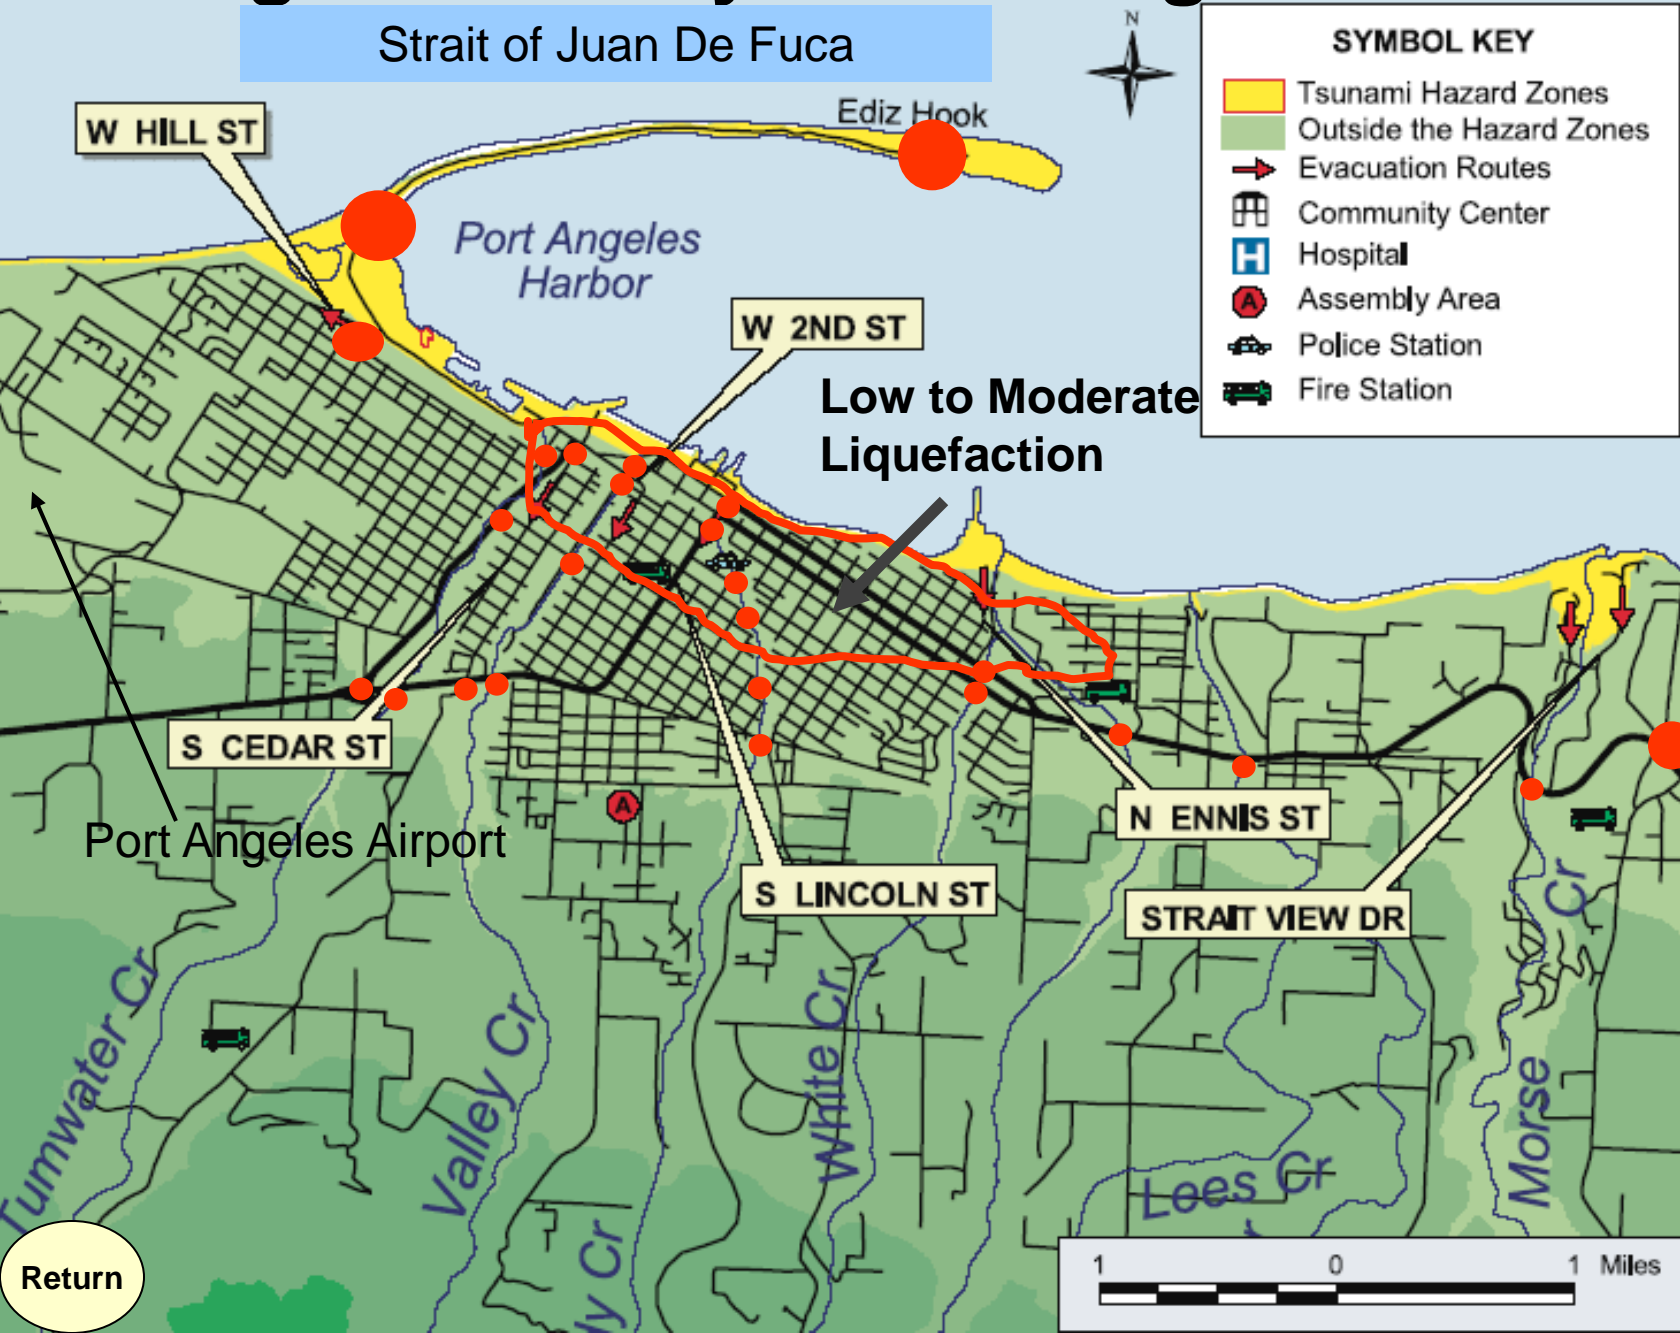 Strait of Juan De Fuca
N
SYMBOL KEY
Tsunami Hazard Zones
Outside the Hazard Zones
Evacuation Routes
Community Center
H
Hospital
A
Assembly Area
Police Station
Fire Station
W HILL ST
Ediz Hook
Port Angeles
Harbor
W 2ND ST
Low to Moderate
Liquefaction
S CEDAR ST
Port Angeles Airport
A
N ENNIS ST
S LINCOLN ST
STRAIT VIEW DR
Tumwater Cr
Valley Cr
White Cr
Lees Cr
Morse Cr
Cr
Return
1 0 1 Miles